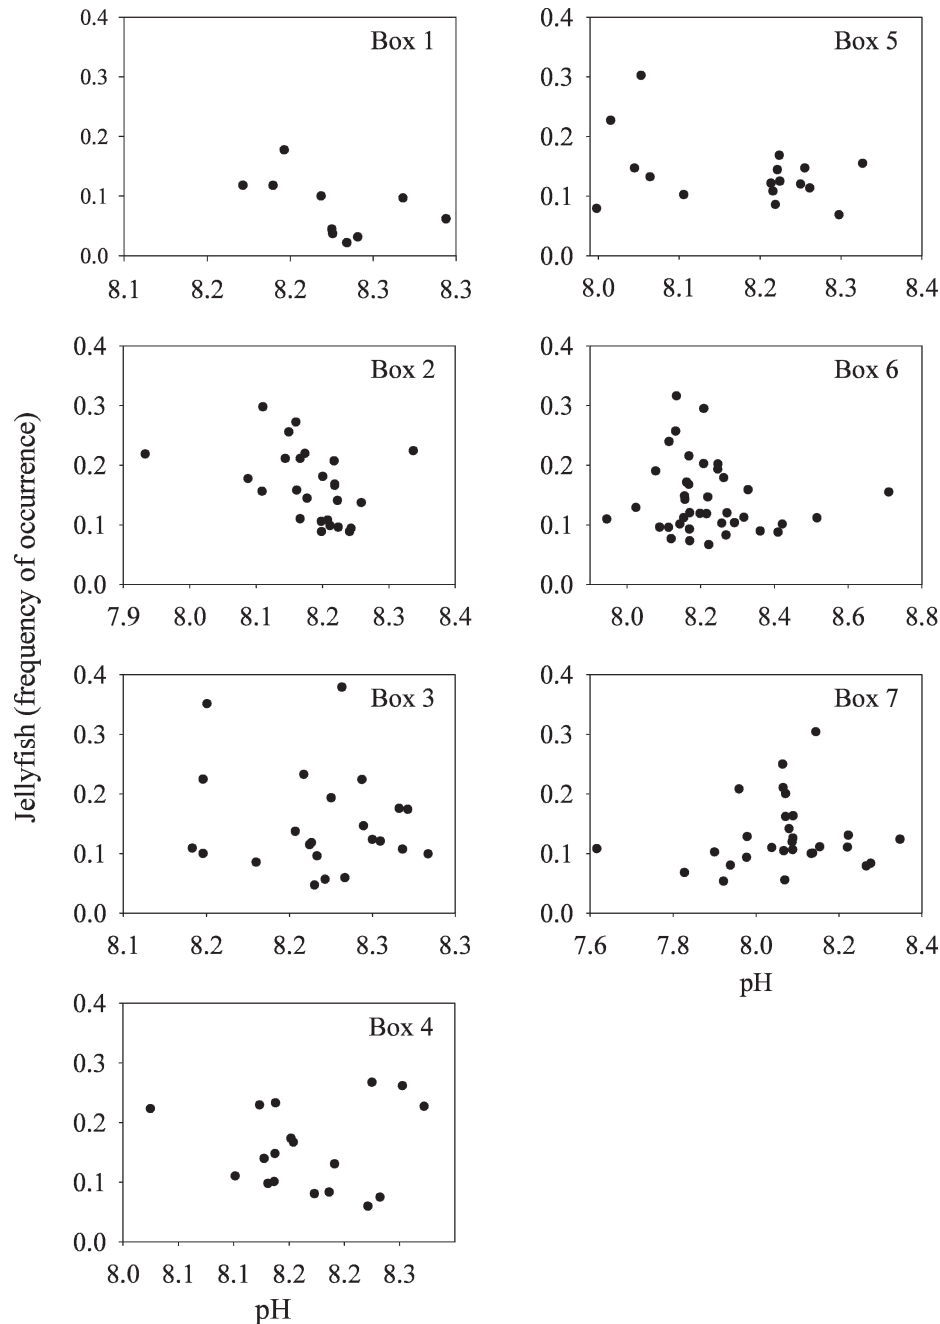 Jellyfish (frequency of occurrence)
Box 1
0.4
0.3
0.2
0.1
0.0
8.1 8.2 8.2 8.3 8.3
Box 2
0.4
0.3
0.2
0.1
0.0
7.9 8.0 8.1 8.2 8.4
Box 3
0.4
0.3
0.2
0.1
0.0
8.1 8.2 8.2 8.3 8.3
Box 4
0.4
0.3
0.2
0.1
0.0
8.0 8.1 8.1 8.2 8.2 8.3
pH
Box 5
0.4
0.3
0.2
0.1
0.0
8.0 8.1 8.2 8.3 8.4
Box 6
0.4
0.3
0.2
0.1
0.0
8.0 8.2 8.4 8.6 8.8
Box 7
0.4
0.3
0.2
0.1
0.0
7.6 7.8 8.0 8.2 8.4
pH